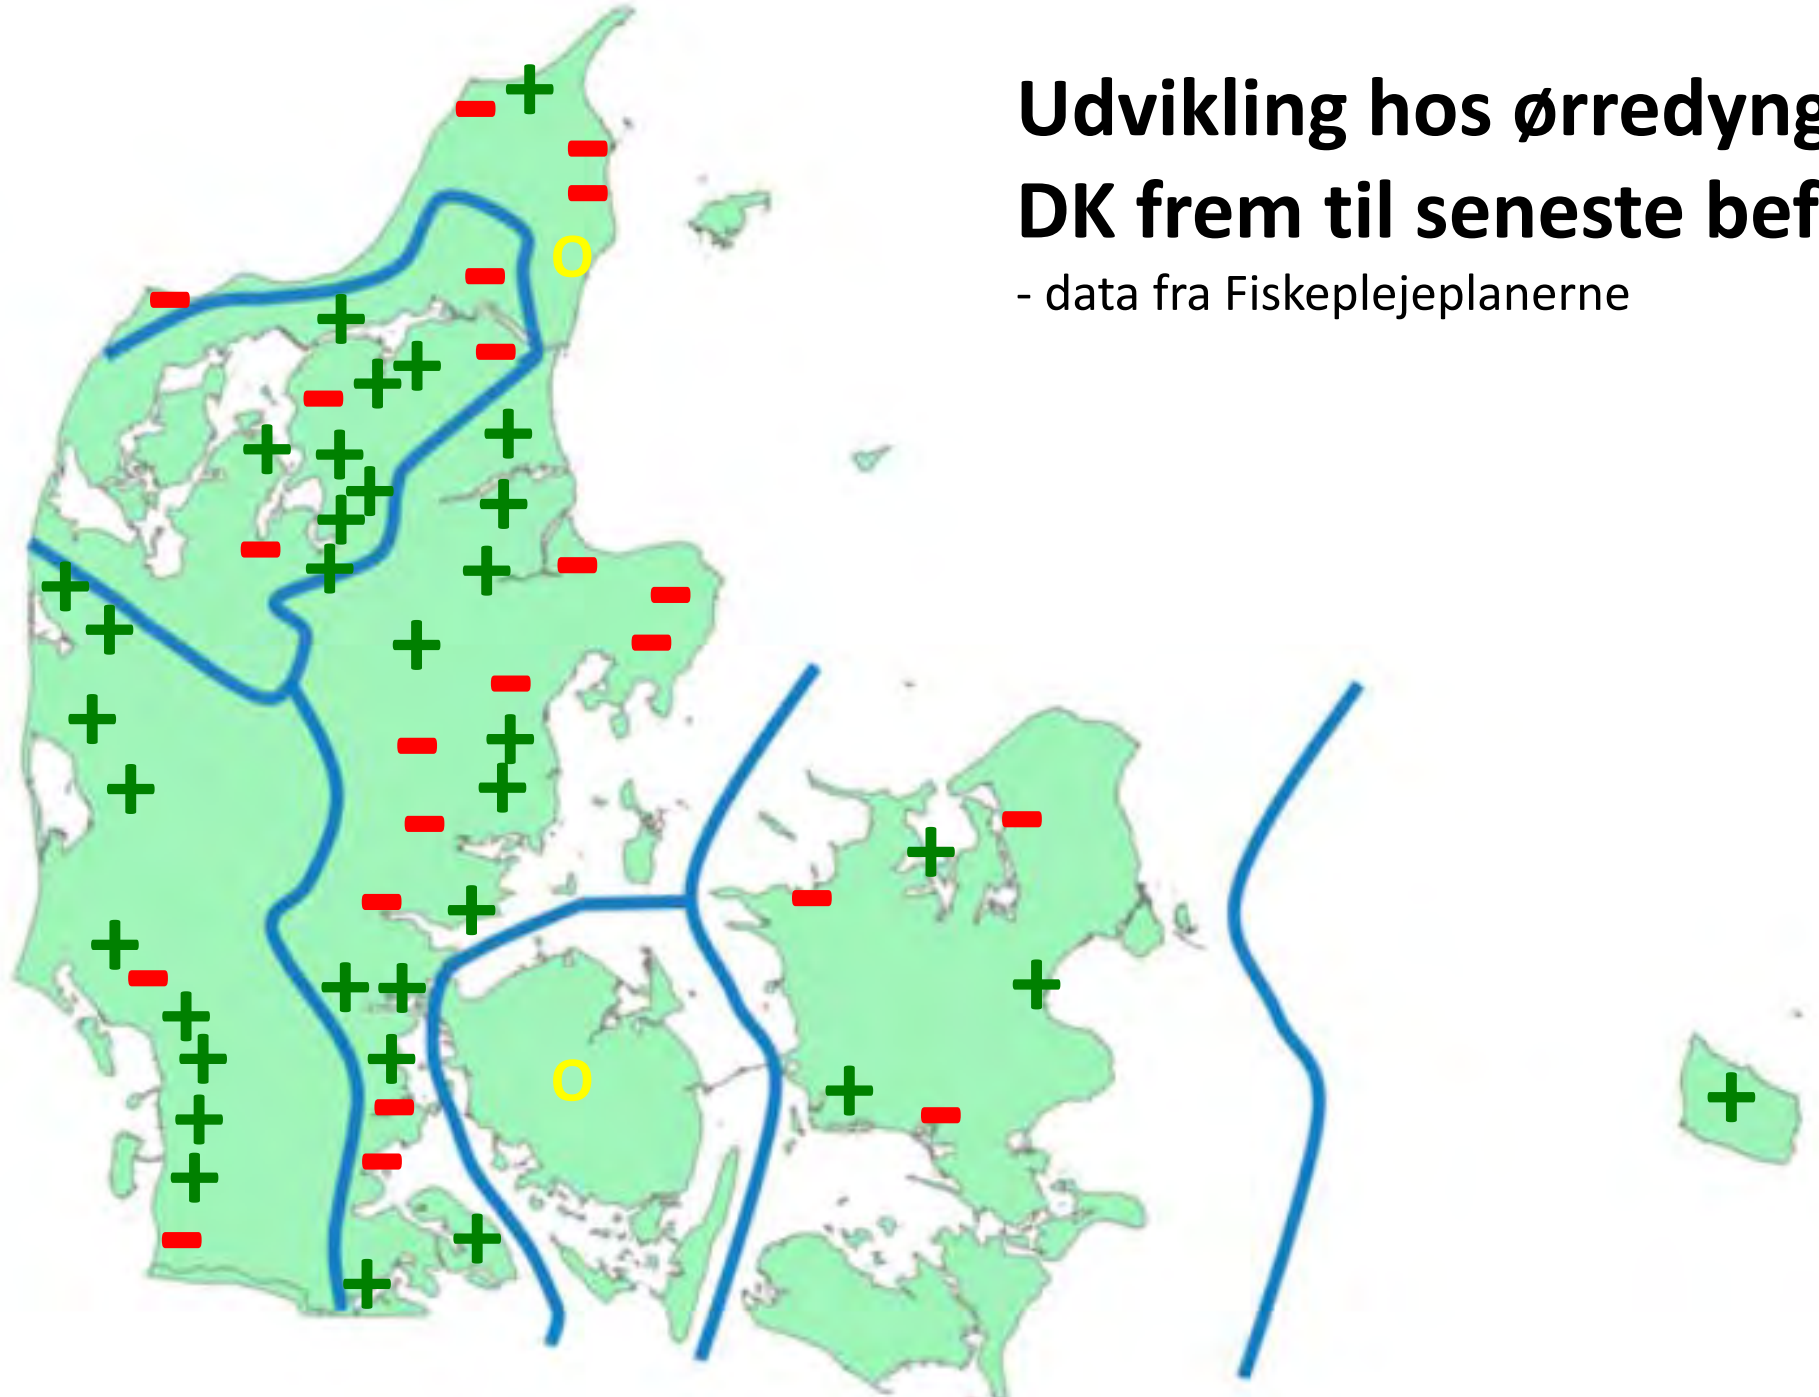 Udvikling hos ørredyng
DK frem til seneste bef
- data fra Fiskeplejeplanerne
O
O